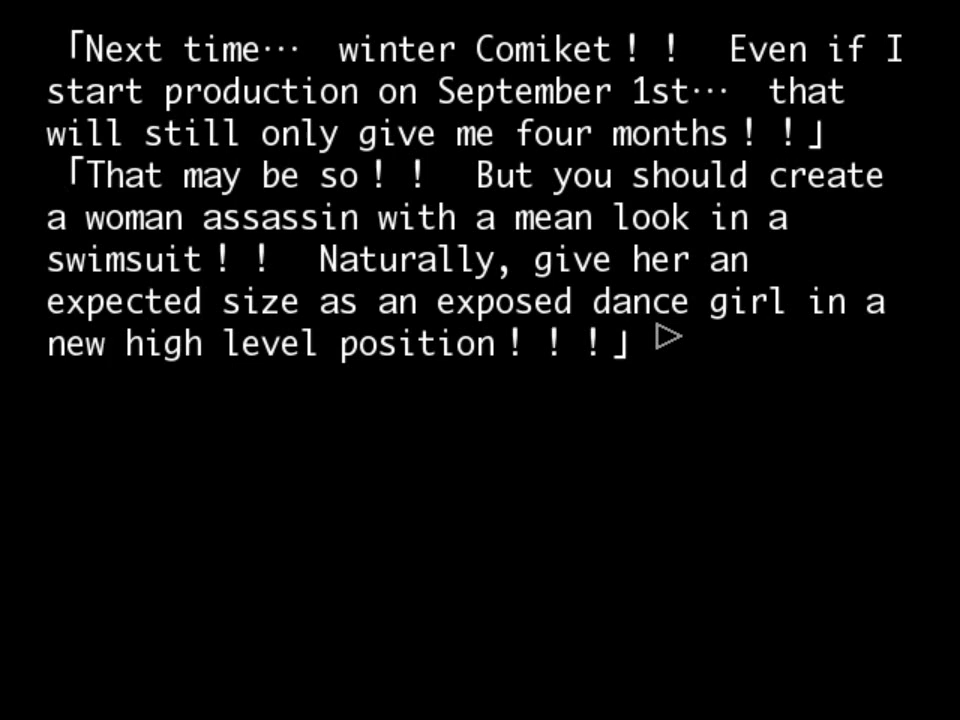 「Next time… winter Comiket！！ Even if I
start production on September 1st… that
will still only give me four months！！」
「That may be so！！ But you should create
a woman assassin with a mean look in a
swimsuit！！ Naturally, give her an
expected size as an exposed dance girl in a
new high level position！！！」